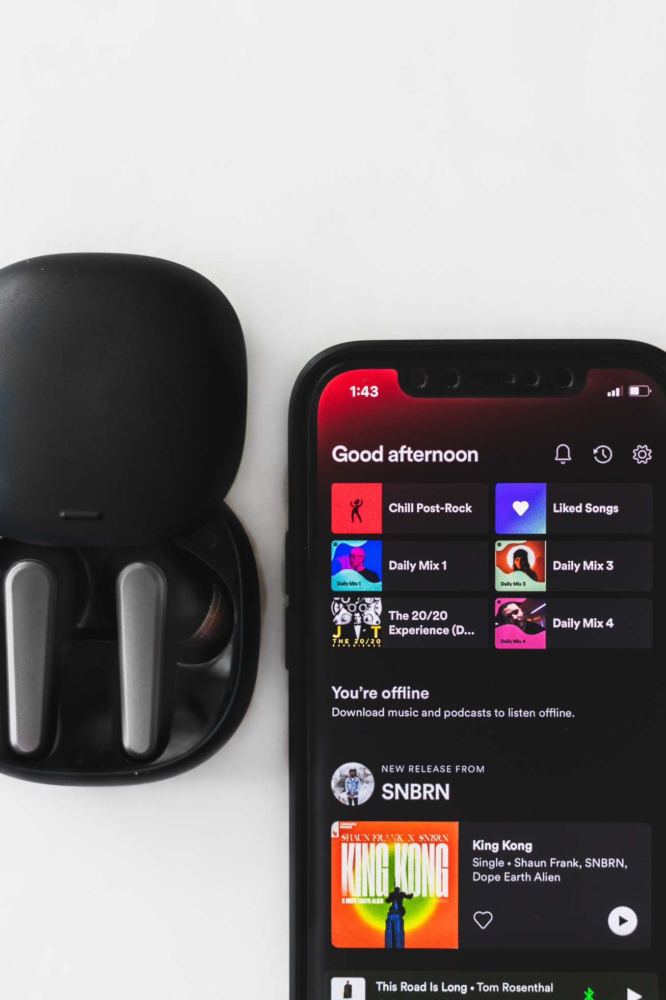 1:43
Good afternoon
Chill Post-Rock
Liked Songs
Daily Mix 1
Daily Mix 1
Daily Mix 3
Daily Mix 3
J T
THE 20/20
EXPERIENCE
The 20/20
Experience (D...
Daily Mix 4
Daily Mix 4
You're offline
Download music and podcasts to listen offline.
NEW RELEASE FROM
SNBRN
ARMADA
MUSIC
SHAUN FRANK X SNBRN
KING KONG
X DOPE EARTH ALIEN
King Kong
Single • Shaun Frank, SNBRN,
Dope Earth Alien
This Road Is Long • Tom Rosenthal